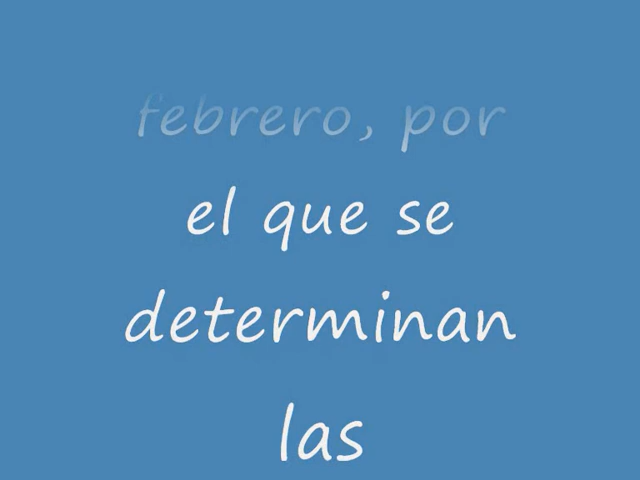 febrero, por
el que se
determinan
las